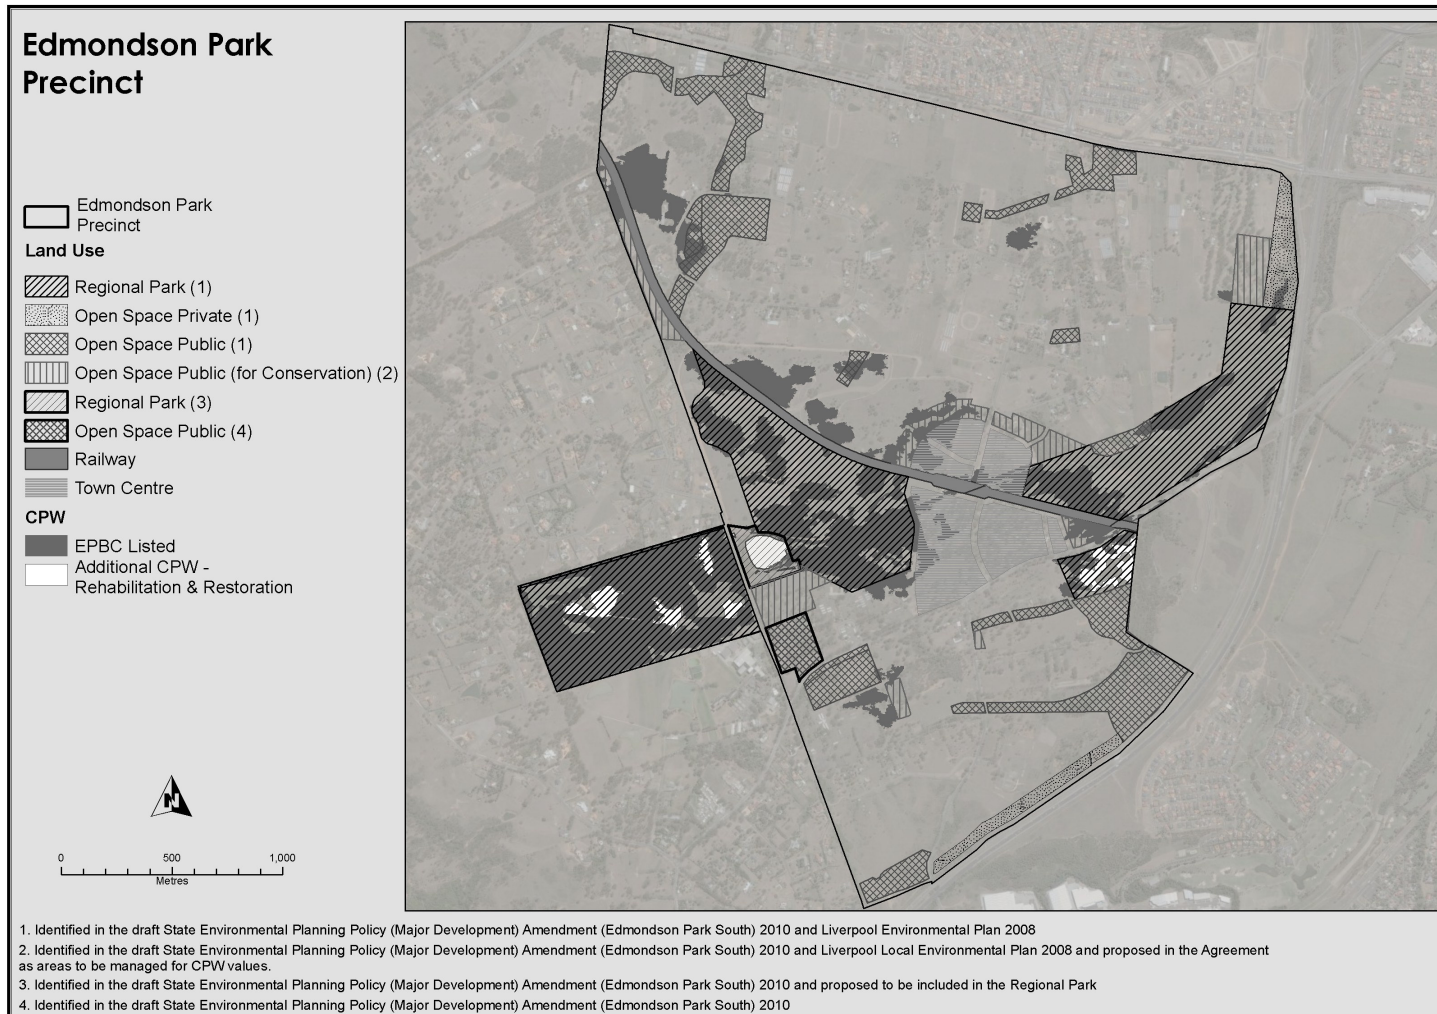 Edmondson Park
Precinct
Edmondson Park
Precinct
Land Use
Regional Park (1)
Open Space Private (1)
Open Space Public (1)
Open Space Public (for Conservation) (2)
Regional Park (3)
Open Space Public (4)
Railway
Town Centre
CPW
EPBC Listed
Additional CPW -
Rehabilitation & Restoration
N
0 500 1,000
Metres
1. Identified in the draft State Environmental Planning Policy (Major Development) Amendment (Edmondson Park South) 2010 and Liverpool Environmental Plan 2008
2. Identified in the draft State Environmental Planning Policy (Major Development) Amendment (Edmondson Park South) 2010 and Liverpool Local Environmental Plan 2008 and proposed in the Agreement
as areas to be managed for CPW values.
3. Identified in the draft State Environmental Planning Policy (Major Development) Amendment (Edmondson Park South) 2010 and proposed to be included in the Regional Park
4. Identified in the draft State Environmental Planning Policy (Major Development) Amendment (Edmondson Park South) 2010